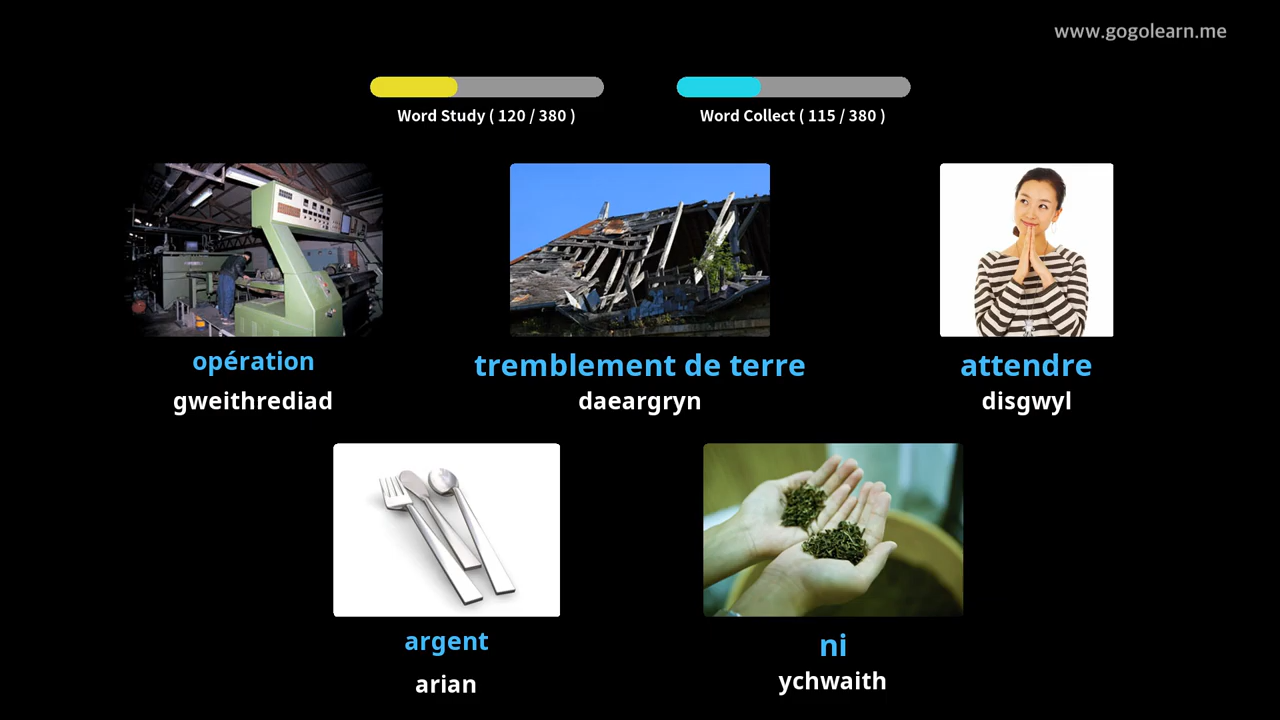 www.gogolearn.me
Word Study ( 120 / 380 )
Word Collect ( 115 / 380 )
opération
gweithrediad
tremblement de terre
daeargryn
attendre
disgwyl
argent
arian
ni
ychwaith